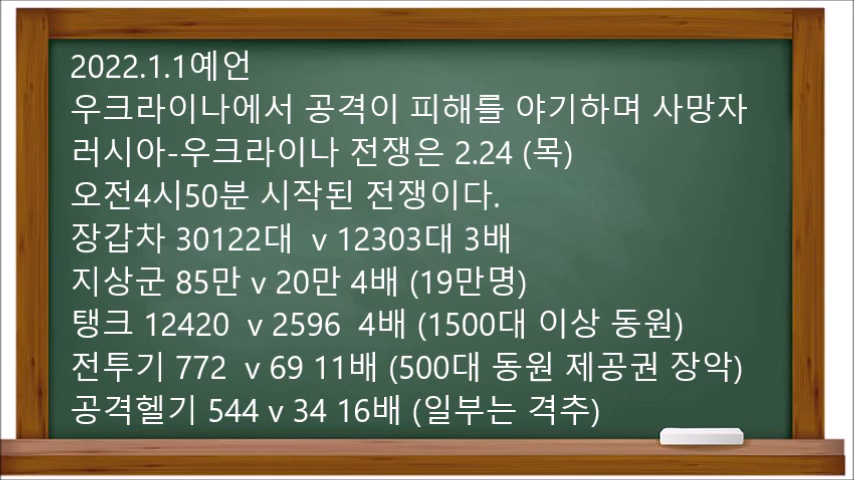 2022.1.1예언
우크라이나에서 공격이 피해를 야기하며 사망자
러시아-우크라이나 전쟁은 2.24 (목)
오전4시50분 시작된 전쟁이다.
장갑차 30122대  v 12303대 3배
지상군 85만 v 20만 4배 (19만명)
탱크 12420  v 2596  4배 (1500대 이상 동원)
전투기 772  v 69 11배 (500대 동원 제공권 장악)
공격헬기 544 v 34 16배 (일부는 격추)